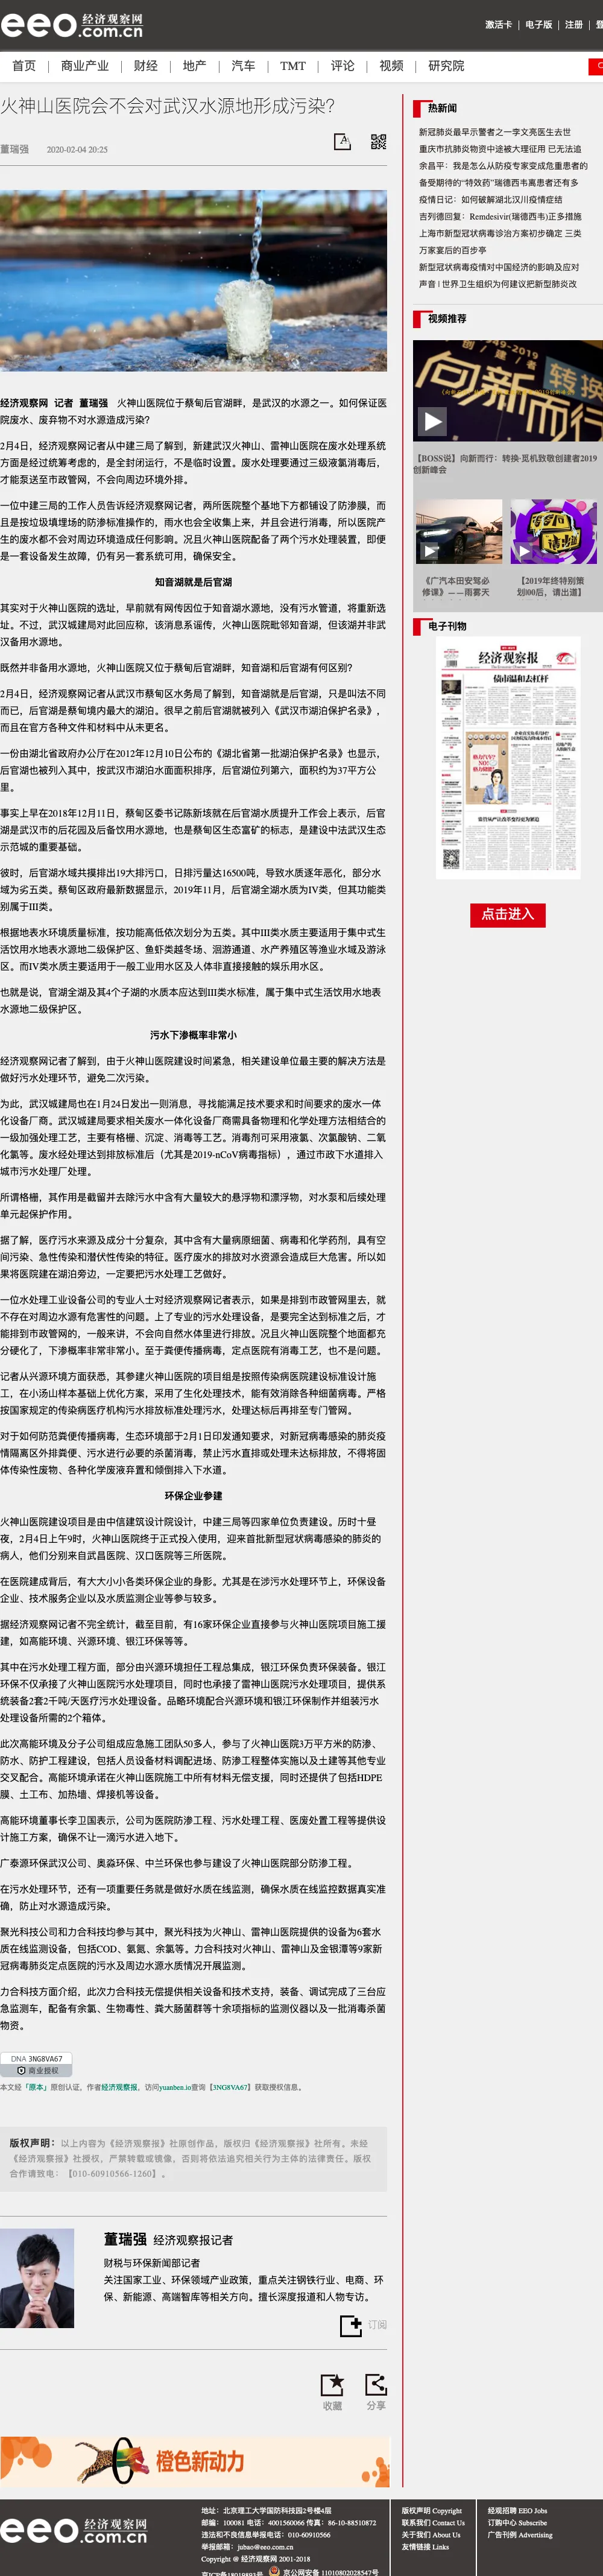 eeo 经济观察网
.com.cn
激活卡 | 电子版 | 注册 |
首页 | 商业产业 | 财经 | 地产 | 汽车 | TMT | 评论 | 视频 | 研究院
火神山医院会不会对武汉水源地形成污染?
董瑞强 2020-02-04 20:25
经济观察网 记者 董瑞强 火神山医院位于蔡甸后官湖畔，是武汉的水源之一。如何保证医
院废水、废弃物不对水源造成污染?
2月4日，经济观察网记者从中建三局了解到，新建武汉火神山、雷神山医院在废水处理系统
方面是经过统筹考虑的，是全封闭运行，不是临时设置。废水处理要通过三级液氯消毒后，
才能泵送至市政管网，不会向周边环境外排。
一位中建三局的工作人员告诉经济观察网记者，两所医院整个基地下方都铺设了防渗膜，而
且是按垃圾填埋场的防渗标准操作的，雨水也会全收集上来，并且会进行消毒，所以医院产
生的废水都不会对周边环境造成任何影响。况且火神山医院配备了两个污水处理装置，即便
是一套设备发生故障，仍有另一套系统可用，确保安全。
知音湖就是后官湖
其实对于火神山医院的选址，早前就有网传因位于知音湖水源地，没有污水管道，将重新选
址。不过，武汉城建局对此回应称，该消息系谣传，火神山医院毗邻知音湖，但该湖并非武
汉备用水源地。
既然并非备用水源地，火神山医院又位于蔡甸后官湖畔，知音湖和后官湖有何区别?
2月4日，经济观察网记者从武汉市蔡甸区水务局了解到，知音湖就是后官湖，只是叫法不同
而已，后官湖是蔡甸境内最大的湖泊。很早之前后官湖就被列入《武汉市湖泊保护名录》，
而且在官方各种文件和材料中从未更名。
一份由湖北省政府办公厅在2012年12月10日公布的《湖北省第一批湖泊保护名录》也显示，
后官湖也被列入其中，按武汉市湖泊水面面积排序，后官湖位列第六，面积约为37平方公
里。
事实上早在2018年12月11日，蔡甸区委书记陈新垓就在后官湖水质提升工作会上表示，后官
湖是武汉市的后花园及后备饮用水源地，也是蔡甸区生态富矿的标志，是建设中法武汉生态
示范城的重要基础。
彼时，后官湖水域共摸排出19大排污口，日排污量达16500吨，导致水质逐年恶化，部分水
域为劣五类。蔡甸区政府最新数据显示，2019年11月，后官湖全湖水质为IV类，但其功能类
别属于III类。
根据地表水环境质量标准，按功能高低依次划分为五类。其中III类水质主要适用于集中式生
活饮用水地表水源地二级保护区、鱼虾类越冬场、洄游通道、水产养殖区等渔业水域及游泳
区。而IV类水质主要适用于一般工业用水区及人体非直接接触的娱乐用水区。
也就是说，官湖全湖及其4个子湖的水质本应达到III类水标准，属于集中式生活饮用水地表
水源地二级保护区。
污水下渗概率非常小
经济观察网记者了解到，由于火神山医院建设时间紧急，相关建设单位最主要的解决方法是
做好污水处理环节，避免二次污染。
为此，武汉城建局也在1月24日发出一则消息，寻找能满足技术要求和时间要求的废水一体
化设备厂商。武汉城建局要求相关废水一体化设备厂商需具备物理和化学处理方法相结合的
一级加强处理工艺，主要有格栅、沉淀、消毒等工艺。消毒剂可采用液氯、次氯酸钠、二氧
化氯等。废水经处理达到排放标准后（尤其是2019-nCoV病毒指标），通过市政下水道排入
城市污水处理厂处理。
所谓格栅，其作用是截留并去除污水中含有大量较大的悬浮物和漂浮物，对水泵和后续处理
单元起保护作用。
据了解，医疗污水来源及成分十分复杂，其中含有大量病原细菌、病毒和化学药剂，具有空
间污染、急性传染和潜伏性传染的特征。医疗废水的排放对水资源会造成巨大危害。所以如
果将医院建在湖泊旁边，一定要把污水处理工艺做好。
一位水处理工业设备公司的专业人士对经济观察网记者表示，如果是排到市政管网里去，就
不存在对周边水源有危害性的问题。上了专业的污水处理设备，是要完全达到标准之后，才
能排到市政管网的，一般来讲，不会向自然水体里进行排放。况且火神山医院整个地面都充
分硬化了，下渗概率非常非常小。至于粪便传播病毒，定点医院有消毒工艺，也不是问题。
记者从兴源环境方面获悉，其参建火神山医院的项目组是按照传染病医院建设标准设计施
工，在小汤山样本基础上优化方案，采用了生化处理技术，能有效消除各种细菌病毒。严格
按国家规定的传染病医疗机构污水排放标准处理污水，处理达标后再排至专门管网。
对于如何防范粪便传播病毒，生态环境部于2月1日印发通知要求，对新冠病毒感染的肺炎疫
情隔离区外排粪便、污水进行必要的杀菌消毒，禁止污水直排或处理未达标排放，不得将固
体传染性废物、各种化学废液弃置和倾倒排入下水道。
环保企业参建
火神山医院建设项目是由中信建筑设计院设计，中建三局等四家单位负责建设。历时十昼
夜，2月4日上午9时，火神山医院终于正式投入使用，迎来首批新型冠状病毒感染的肺炎的
病人，他们分别来自武昌医院、汉口医院等三所医院。
在医院建成背后，有大大小小各类环保企业的身影。尤其是在涉污水处理环节上，环保设备
企业、技术服务企业以及水质监测企业等参与较多。
据经济观察网记者不完全统计，截至目前，有16家环保企业直接参与火神山医院项目施工援
建，如高能环境、兴源环境、银江环保等等。
其中在污水处理工程方面，部分由兴源环境担任工程总集成，银江环保负责环保装备。银江
环保不仅承接了火神山医院污水处理项目，同时也承接了雷神山医院污水处理项目，提供系
统装备2套2千吨/天医疗污水处理设备。品略环境配合兴源环境和银江环保制作并组装污水
处理设备所需的2个箱体。
此次高能环境及分子公司组成应急施工团队50多人，参与了火神山医院3万平方米的防渗、
防水、防护工程建设，包括人员设备材料调配进场、防渗工程整体实施以及土建等其他专业
交叉配合。高能环境承诺在火神山医院施工中所有材料无偿支援，同时还提供了包括HDPE
膜、土工布、加热墙、焊接机等设备。
高能环境董事长李卫国表示，公司为医院防渗工程、污水处理工程、医废处置工程等提供设
计施工方案，确保不让一滴污水进入地下。
广泰源环保武汉公司、奥淼环保、中兰环保也参与建设了火神山医院部分防渗工程。
在污水处理环节，还有一项重要任务就是做好水质在线监测，确保水质在线监控数据真实准
确，防止对水源造成污染。
聚光科技公司和力合科技均参与其中，聚光科技为火神山、雷神山医院提供的设备为6套水
质在线监测设备，包括COD、氨氮、余氯等。力合科技对火神山、雷神山及金银潭等9家新
冠病毒肺炎定点医院的污水及周边水源水质情况开展监测。
力合科技方面介绍，此次力合科技无偿提供相关设备和技术支持，装备、调试完成了三台应
急监测车，配备有余氯、生物毒性、粪大肠菌群等十余项指标的监测仪器以及一批消毒杀菌
物资。
DNA 3NG8VA67
商业授权
本文经「原本」原创认证，作者经济观察报，访问yuanben.io查询【3NG8VA67】获取授权信息。
版权声明：以上内容为《经济观察报》社原创作品，版权归《经济观察报》社所有。未经
《经济观察报》社授权，严禁转载或镜像，否则将依法追究相关行为主体的法律责任。版权
合作请致电：【010-60910566-1260】。
董瑞强 经济观察报记者
财税与环保新闻部记者
关注国家工业、环保领域产业政策，重点关注钢铁行业、电商、环
保、新能源、高端智库等相关方向。擅长深度报道和人物专访。
订阅
收藏 分享
橙色新动力
热新闻
新冠肺炎最早示警者之一李文亮医生去世
重庆市抗肺炎物资中途被大理征用 已无法追
余昌平：我是怎么从防疫专家变成危重患者的
备受期待的“特效药”瑞德西韦离患者还有多
疫情日记：如何破解湖北汉川疫情症结
吉列德回复：Remdesivir(瑞德西韦)正多措施
上海市新型冠状病毒诊治方案初步确定 三类
万家宴后的百步亭
新型冠状病毒疫情对中国经济的影响及应对
声音 | 世界卫生组织为何建议把新型肺炎改
视频推荐
【BOSS说】向新而行：转换·觅机致敬创建者2019
创新峰会
《广汽本田安驾必
修课》——雨雾天
【2019年终特别策
划|00后，请出道】
电子刊物
经济观察报
债市温和去杠杆
点击进入
eeo 经济观察网
.com.cn
地址：北京理工大学国防科技园2号楼4层
邮编：100081 电话：4001560066 传真：86-10-88510872
违法和不良信息举报电话：010-60910566
举报邮箱：jubao@eeo.com.cn
Copyright @ 经济观察网 2001-2018
京ICP备18019893号 京公网安备 11010802028547号
版权声明 Copyright
联系我们 Contact Us
关于我们 About Us
友情链接 Links
经观招聘 EEO Jobs
订购中心 Subscribe
广告刊例 Advertising